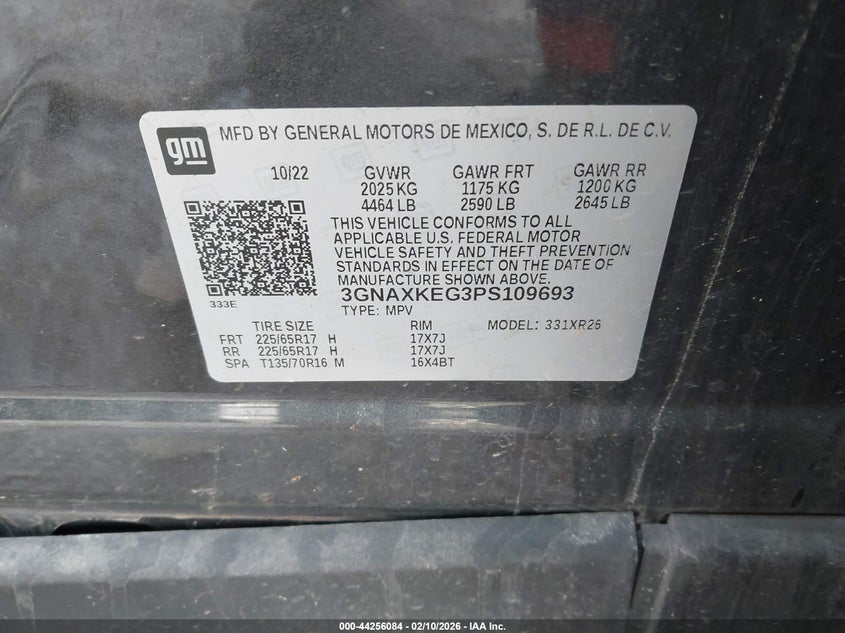 gm
MFD BY GENERAL MOTORS DE MEXICO, S. DE R.L. DE C.V.
10/22 GVWR GAWR FRT GAWR RR
2025 KG 1175 KG 1200 KG
4464 LB 2590 LB 2645 LB
THIS VEHICLE CONFORMS TO ALL
APPLICABLE U.S. FEDERAL MOTOR
VEHICLE SAFETY AND THEFT PREVENTION
STANDARDS IN EFFECT ON THE DATE OF
MANUFACTURE SHOWN ABOVE.
333E
3GNAXKEG3PS109693
TYPE: MPV
TIRE SIZE RIM MODEL: 331XR26
FRT 225/65R17 H 17X7J
RR 225/65R17 H 17X7J
SPA T135/70R16 M 16X4BT
000-44256084 - 02/10/2026 - IAA Inc.